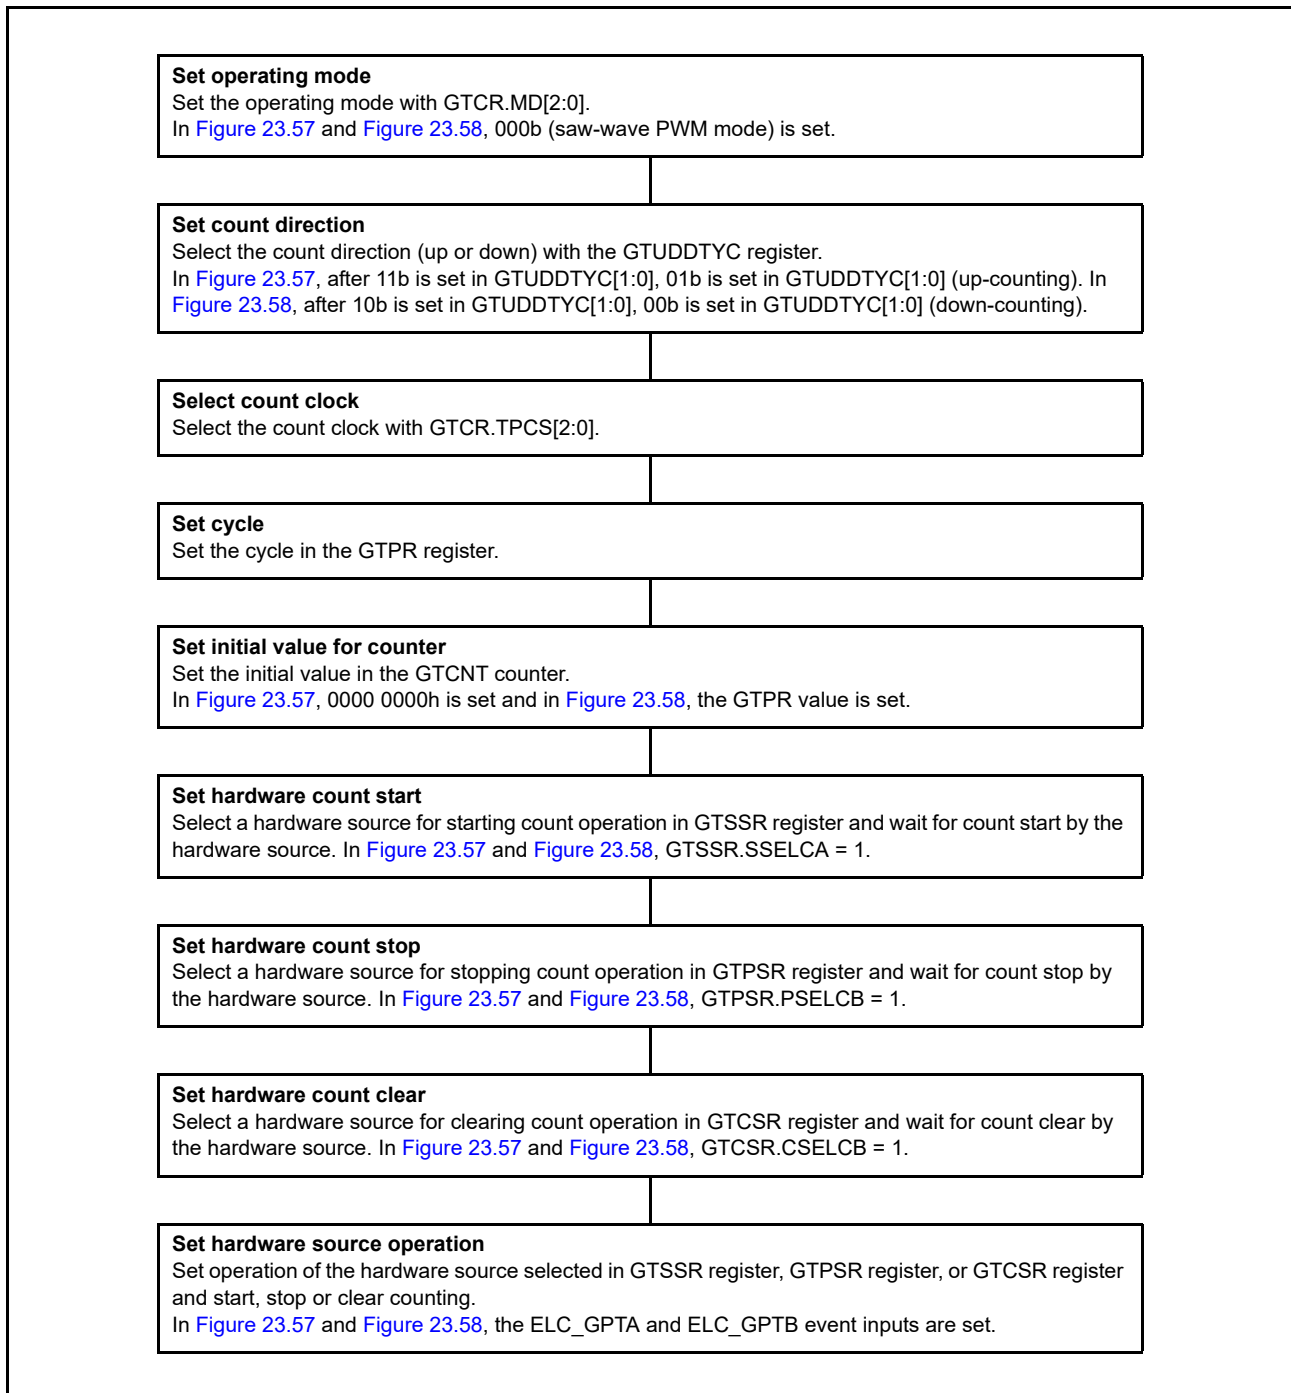 Set operating mode
Set the operating mode with GTCR.MD[2:0].
In Figure 23.57 and Figure 23.58, 000b (saw-wave PWM mode) is set.
Set count direction
Select the count direction (up or down) with the GTUDDTYC register.
In Figure 23.57, after 11b is set in GTUDDTYC[1:0], 01b is set in GTUDDTYC[1:0] (up-counting). In
Figure 23.58, after 10b is set in GTUDDTYC[1:0], 00b is set in GTUDDTYC[1:0] (down-counting).
Select count clock
Select the count clock with GTCR.TPCS[2:0].
Set cycle
Set the cycle in the GTPR register.
Set initial value for counter
Set the initial value in the GTCNT counter.
In Figure 23.57, 0000 0000h is set and in Figure 23.58, the GTPR value is set.
Set hardware count start
Select a hardware source for starting count operation in GTSSR register and wait for count start by the
hardware source. In Figure 23.57 and Figure 23.58, GTSSR.SSELCA = 1.
Set hardware count stop
Select a hardware source for stopping count operation in GTPSR register and wait for count stop by
the hardware source. In Figure 23.57 and Figure 23.58, GTPSR.PSELCB = 1.
Set hardware count clear
Select a hardware source for clearing count operation in GTCSR register and wait for count clear by
the hardware source. In Figure 23.57 and Figure 23.58, GTCSR.CSELCB = 1.
Set hardware source operation
Set operation of the hardware source selected in GTSSR register, GTPSR register, or GTCSR register
and start, stop or clear counting.
In Figure 23.57 and Figure 23.58, the ELC_GPTA and ELC_GPTB event inputs are set.